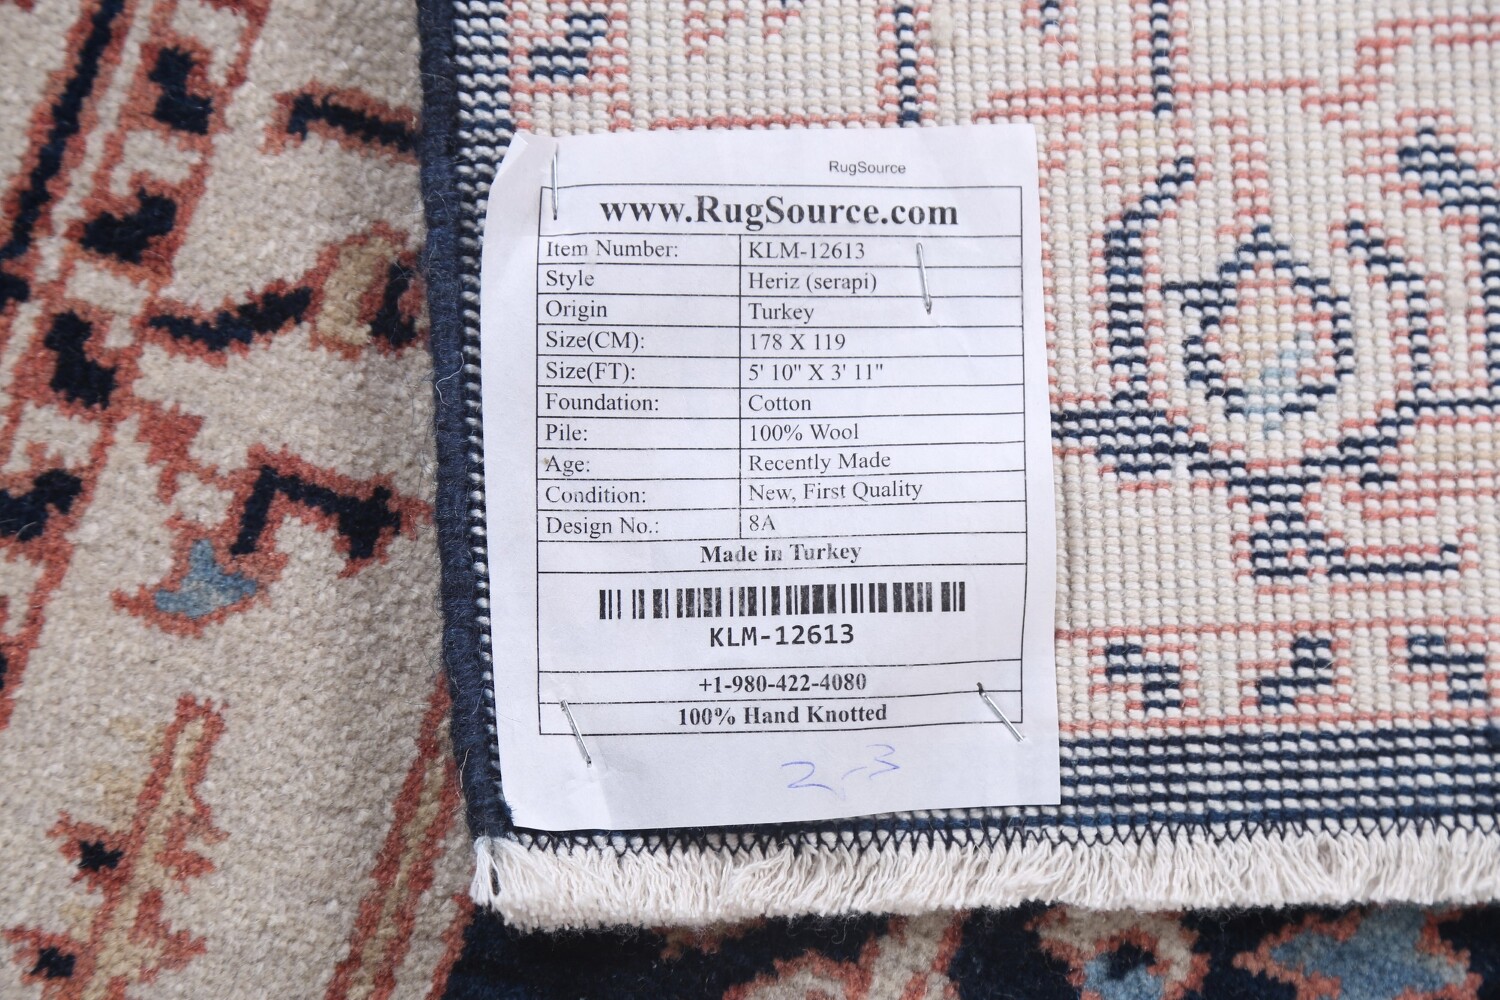 RugSource
www.RugSource.com
Item Number: KLM-12613
Style Heriz (serapi)
Origin Turkey
Size(CM): 178 X 119
Size(FT): 5' 10" X 3' 11"
Foundation: Cotton
Pile: 100% Wool
Age: Recently Made
Condition: New, First Quality
Design No.: 8A
Made in Turkey
KLM-12613
+1-980-422-4080
100% Hand Knotted
2,3